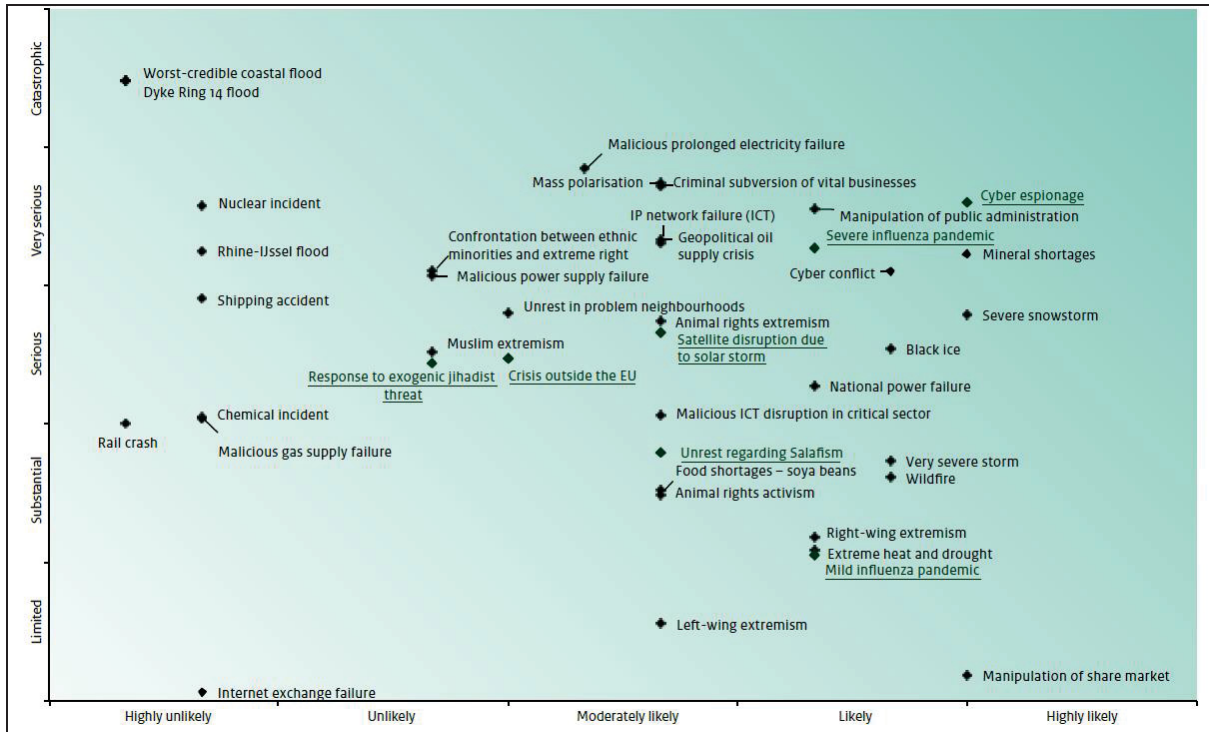 Catastrophic
Very serious
Serious
Substantial
Limited
Worst-credible coastal flood
Dyke Ring 14 flood
Malicious prolonged electricity failure
Mass polarisation
Criminal subversion of vital businesses
Nuclear incident
Cyber espionage
IP network failure (ICT)
Manipulation of public administration
Confrontation between ethnic
minorities and extreme right
Geopolitical oil
supply crisis
Severe influenza pandemic
Rhine-IJssel flood
Mineral shortages
Malicious power supply failure
Cyber conflict
Shipping accident
Unrest in problem neighbourhoods
Severe snowstorm
Animal rights extremism
Satellite disruption due
to solar storm
Muslim extremism
Black ice
Response to exogenic jihadist
threat
Crisis outside the EU
National power failure
Chemical incident
Malicious ICT disruption in critical sector
Rail crash
Malicious gas supply failure
Unrest regarding Salafism
Very severe storm
Food shortages – soya beans
Wildfire
Animal rights activism
Right-wing extremism
Extreme heat and drought
Mild influenza pandemic
Left-wing extremism
Manipulation of share market
Internet exchange failure
Highly unlikely
Unlikely
Moderately likely
Likely
Highly likely